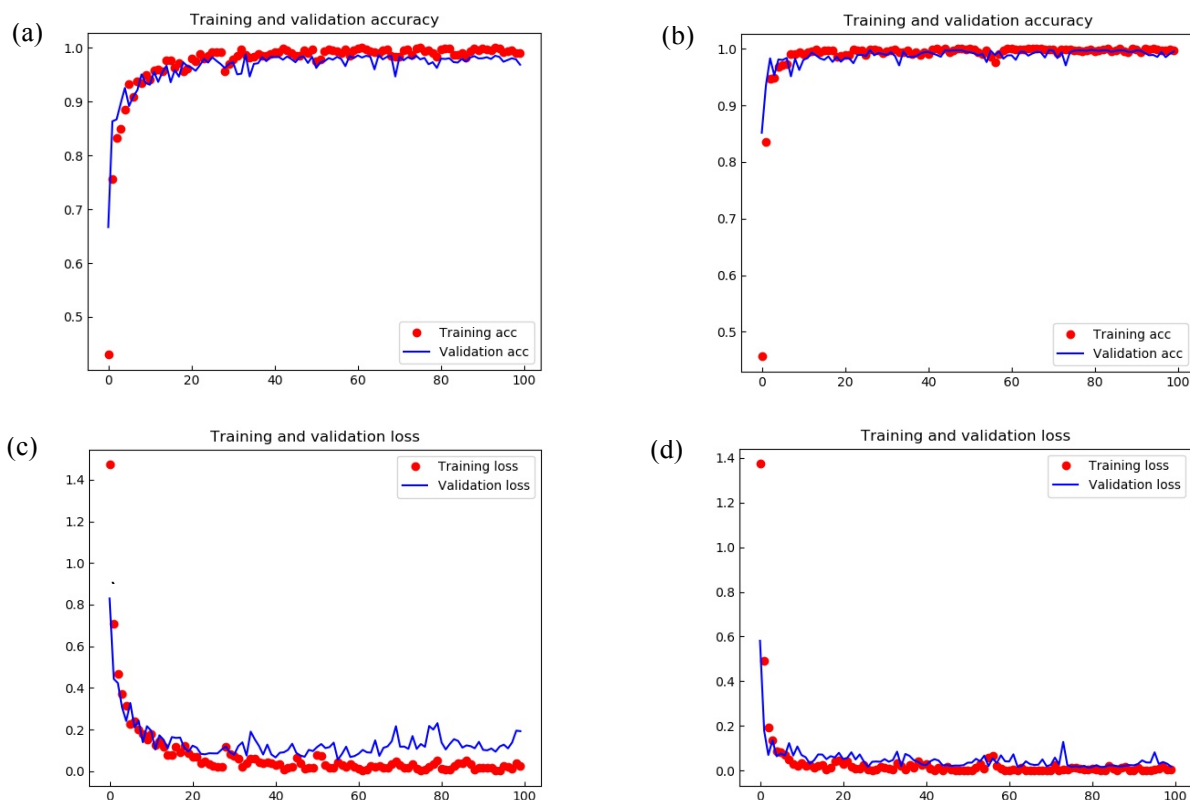 (a)
Training and validation accuracy
1.0
0.9
0.8
0.7
0.6
0.5
Training acc
Validation acc
0 20 40 60 80 100
(b)
Training and validation accuracy
1.0
0.9
0.8
0.7
0.6
0.5
Training acc
Validation acc
0 20 40 60 80 100
(c)
Training and validation loss
Training loss
Validation loss
1.4
1.2
1.0
0.8
0.6
0.4
0.2
0.0
0 20 40 60 80 100
(d)
Training and validation loss
Training loss
Validation loss
1.4
1.2
1.0
0.8
0.6
0.4
0.2
0.0
0 20 40 60 80 100